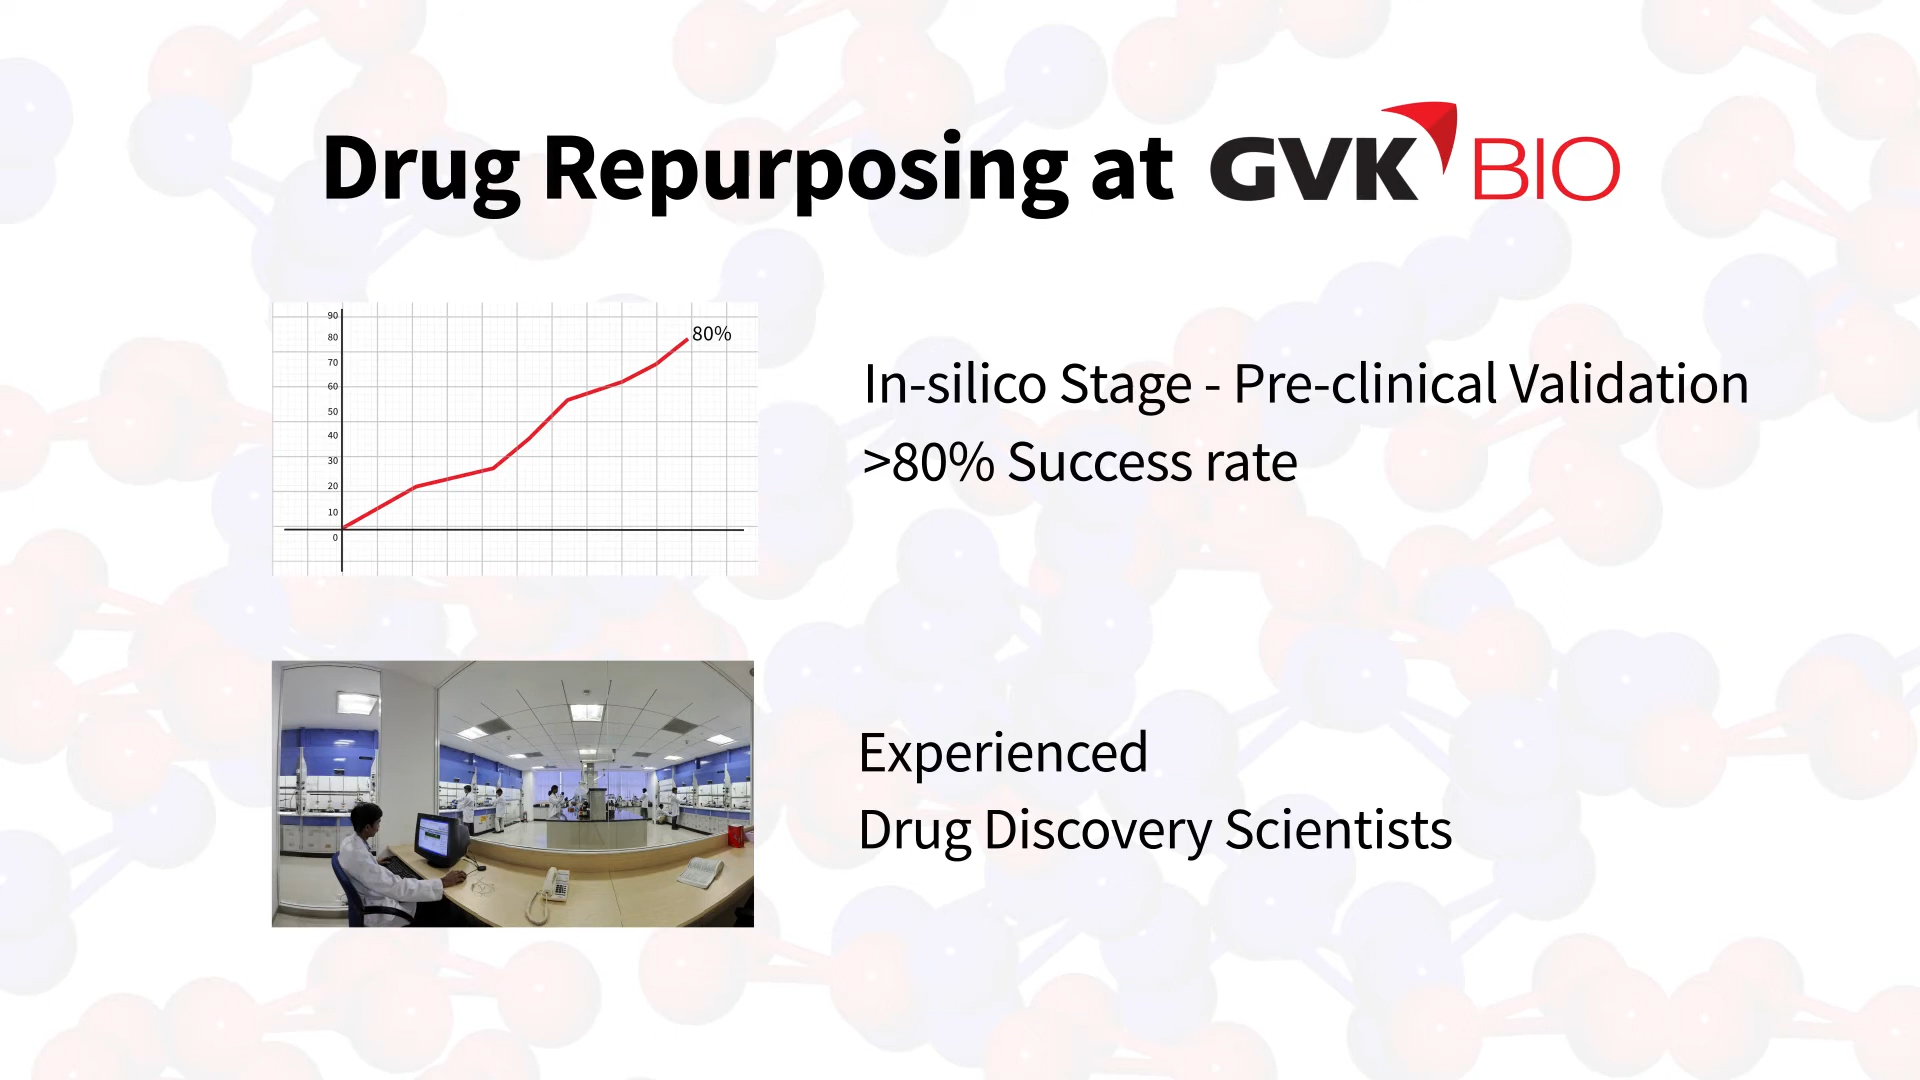 Drug Repurposing at GVK BIO
90
80
70
60
50
40
30
20
10
0
80%
In-silico Stage - Pre-clinical Validation
>80% Success rate
Experienced
Drug Discovery Scientists